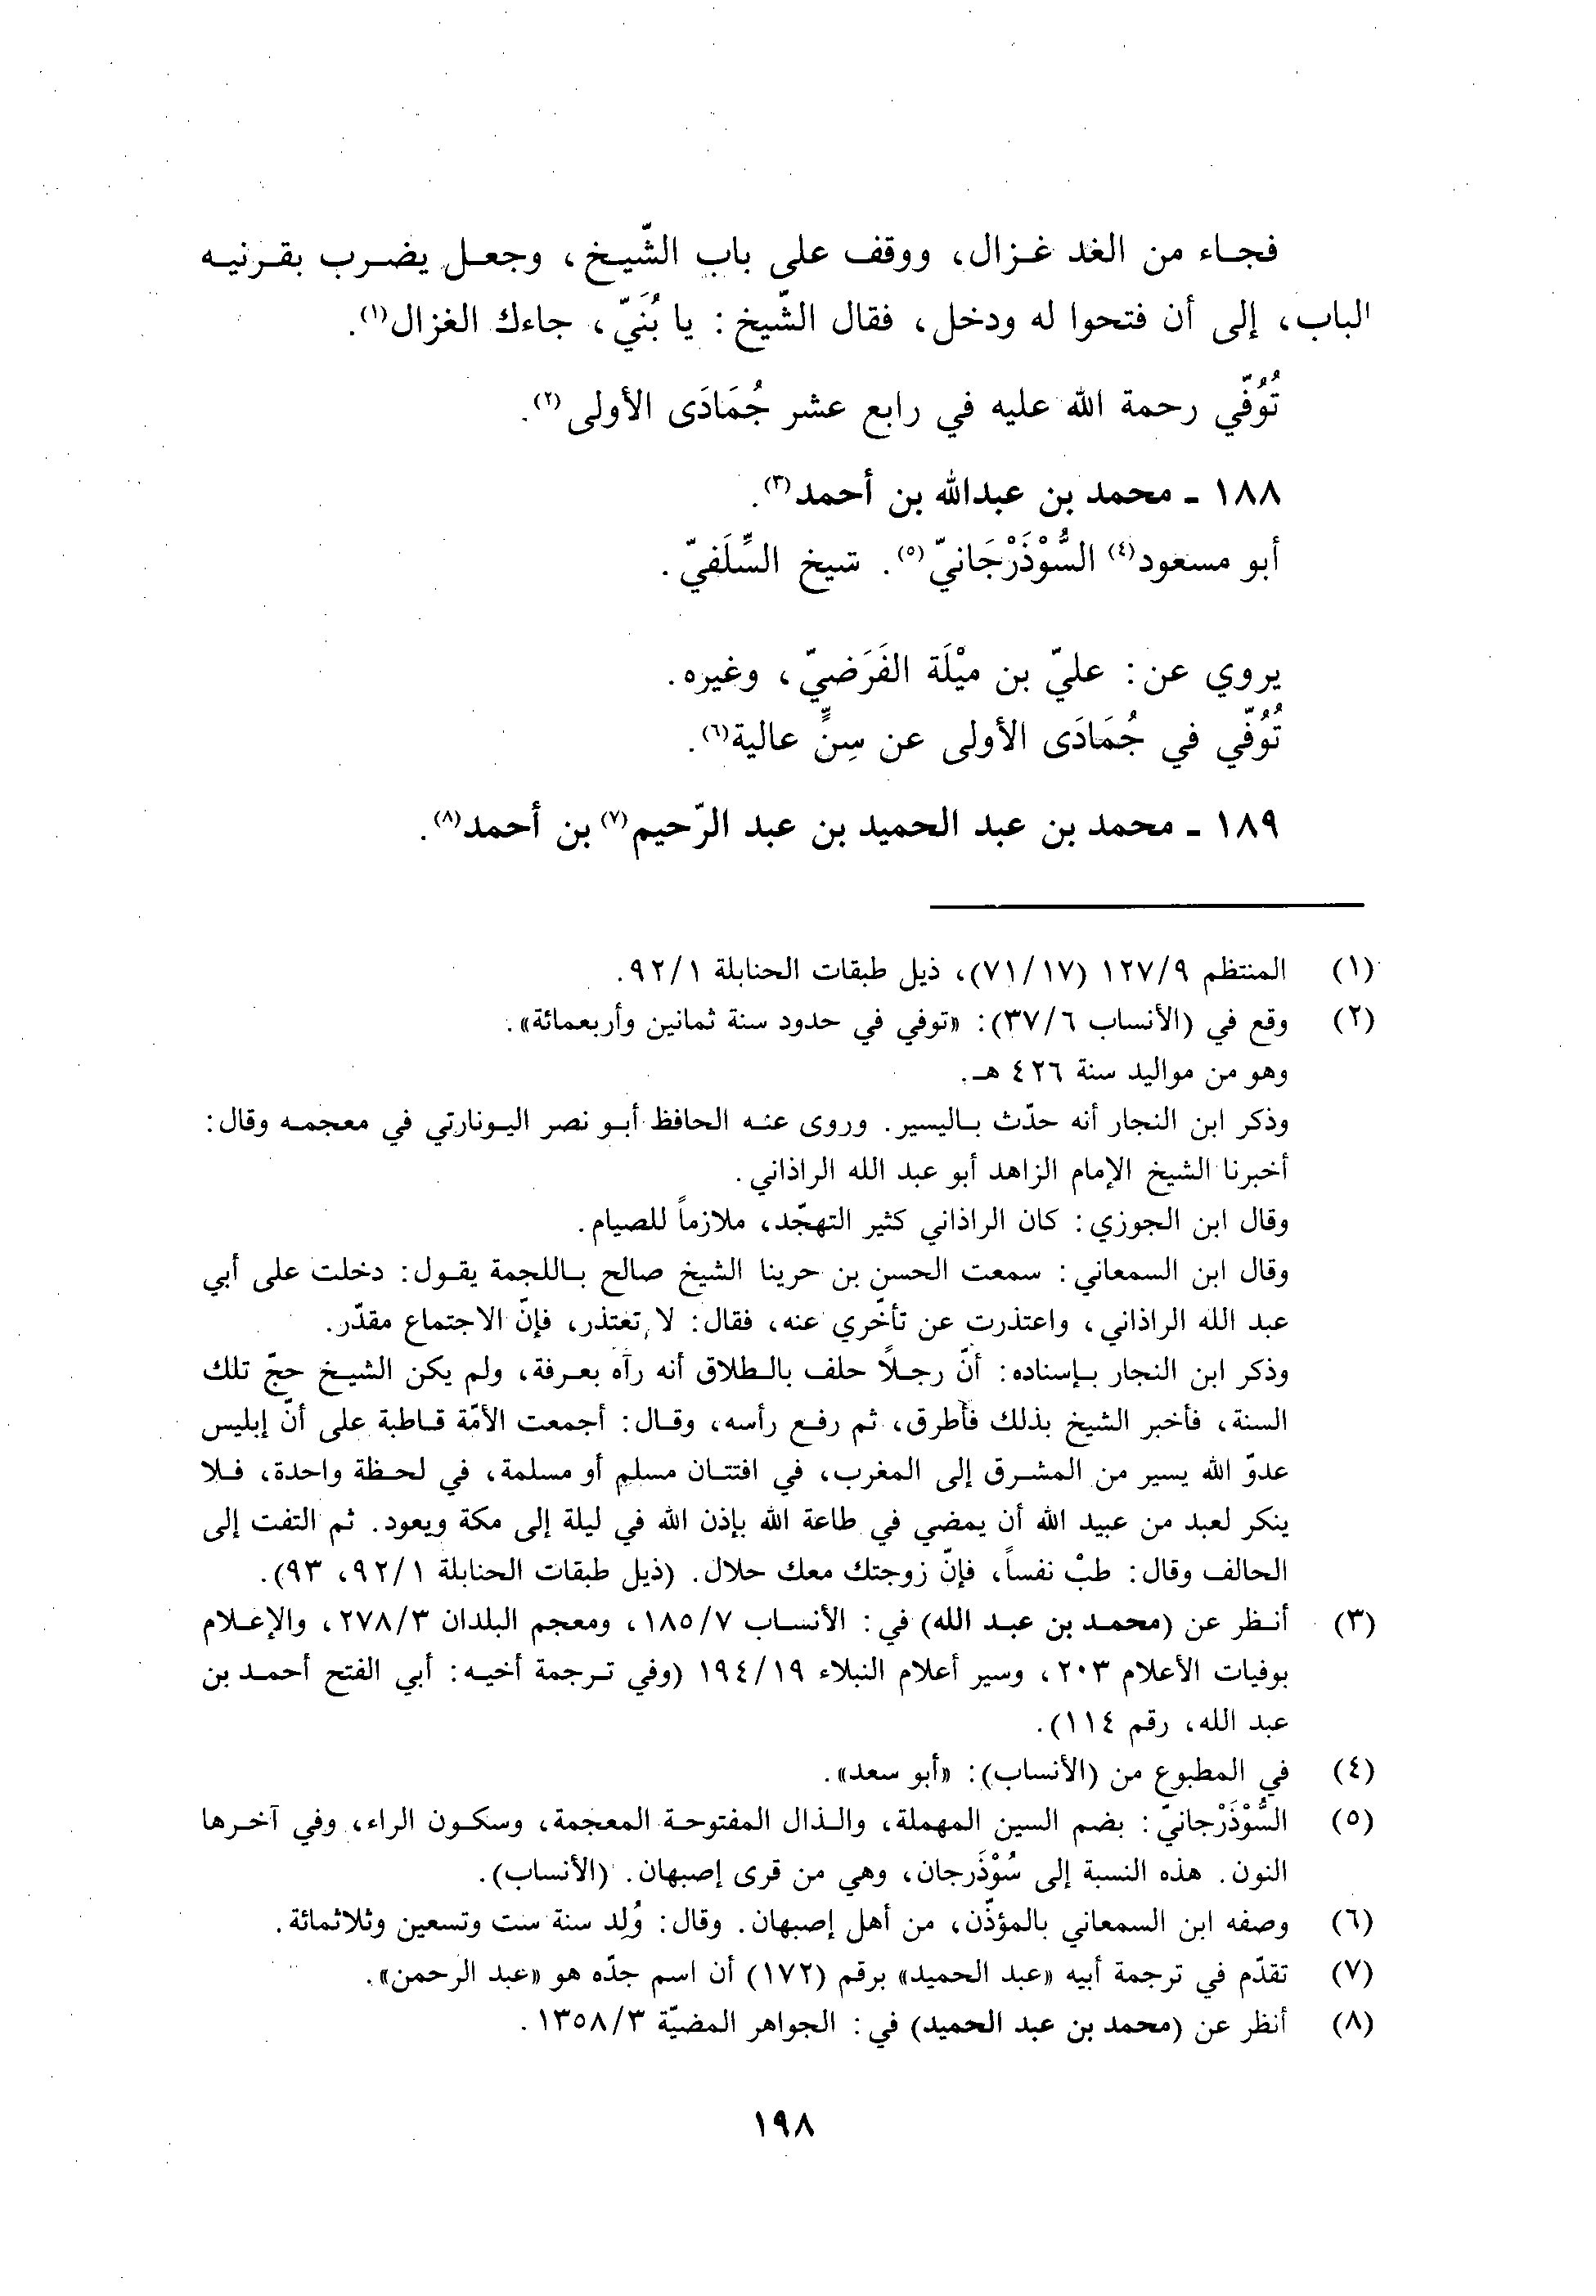 فجاء من الغد غزال، ووقف على باب الشّيخ، وجعل يضرب بقرنيه
الباب، إلى أن فتحوا له ودخل، فقال الشّيخ: يا بُنَيّ، جاءك الغزال(١).
تُوُفّي رحمة الله عليه في رابع عشر جُمَادَى الأولى(٢).
١٨٨ ـ محمد بن عبدالله بن أحمد(٣).
أبو مسعود(٤) السُّوْذَرْجَانيّ(٥). شيخ السِّلَفيّ.
يروي عن: عليّ بن ميْلَة الفَرَضيّ، وغيره.
تُوُفّي في جُمَادَى الأولى عن سِنٍّ عالية(٦).
١٨٩ ـ محمد بن عبد الحميد بن عبد الرّحيم(٧) بن أحمد(٨).
(١) المنتظم ١٢٧/٩ (٧١/١٧)، ذيل طبقات الحنابلة ٩٢/١.
(٢) وقع في (الأنساب ٣٧/٦): «توفي في حدود سنة ثمانين وأربعمائة».
وهو من مواليد سنة ٤٢٦ هـ.
وذكر ابن النجار أنه حدّث باليسير. وروى عنه الحافظ أبو نصر اليونارتي في معجمه وقال:
أخبرنا الشيخ الإمام الزاهد أبو عبد الله الراذاني.
وقال ابن الجوزي: كان الراذاني كثير التهجّد، ملازماً للصيام.
وقال ابن السمعاني: سمعت الحسن بن حرينا الشيخ صالح باللجمة يقول: دخلت على أبي
عبد الله الراذاني، واعتذرت عن تأخّري عنه، فقال: لا تعتذر، فإنّ الاجتماع مقدّر.
وذكر ابن النجار بإسناده: أنّ رجلاً حلف بالطلاق أنه رآه بعرفة، ولم يكن الشيخ حجّ تلك
السنة، فأخبر الشيخ بذلك فأطرق، ثم رفع رأسه، وقال: أجمعت الأمّة قاطبة على أنّ إبليس
عدوّ الله يسير من المشرق إلى المغرب، في افتتان مسلم أو مسلمة، في لحظة واحدة، فلا
ينكر لعبد من عبيد الله أن يمضي في طاعة الله بإذن الله في ليلة إلى مكة ويعود. ثم التفت إلى
الحالف وقال: طبْ نفساً، فإنّ زوجتك معك حلال. (ذيل طبقات الحنابلة ٩٢/١، ٩٣).
(٣) أنظر عن (محمد بن عبد الله) في: الأنساب ١٨٥/٧، ومعجم البلدان ٢٧٨/٣، والإعلام
بوفيات الأعلام ٢٠٣، وسير أعلام النبلاء ١٩٤/١٩ (وفي ترجمة أخيه: أبي الفتح أحمد بن
عبد الله، رقم ١١٤).
(٤) في المطبوع من (الأنساب): «أبو سعد».
(٥) السُّوْذَرْجانيّ: بضم السين المهملة، والذال المفتوحة المعجمة، وسكون الراء، وفي آخرها
النون. هذه النسبة إلى سُوْذَرجان، وهي من قرى إصبهان. (الأنساب).
(٦) وصفه ابن السمعاني بالمؤذّن، من أهل إصبهان. وقال: وُلِد سنة ست وتسعين وثلاثمائة.
(٧) تقدّم في ترجمة أبيه «عبد الحميد» برقم (١٧٢) أن اسم جدّه هو «عبد الرحمن».
(٨) أنظر عن (محمد بن عبد الحميد) في: الجواهر المضيّة ١٣٥٨/٣.
١٩٨